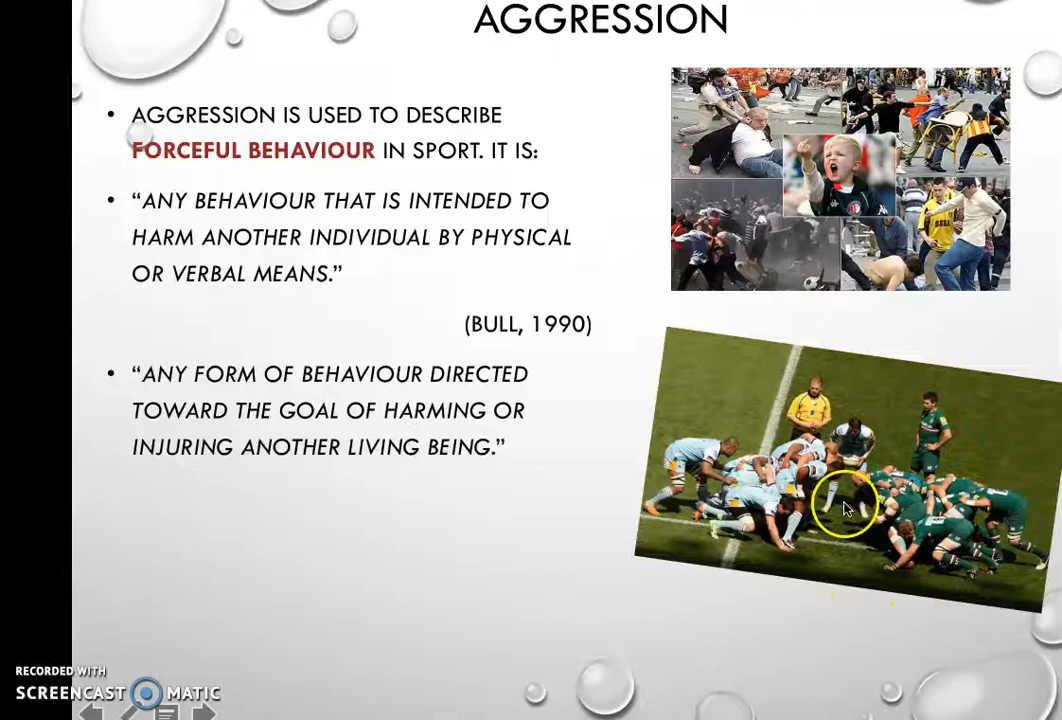 AGGRESSION
• AGGRESSION IS USED TO DESCRIBE
FORCEFUL BEHAVIOUR IN SPORT. IT IS:
• “ANY BEHAVIOUR THAT IS INTENDED TO
HARM ANOTHER INDIVIDUAL BY PHYSICAL
OR VERBAL MEANS.”
(BULL, 1990)
• “ANY FORM OF BEHAVIOUR DIRECTED
TOWARD THE GOAL OF HARMING OR
INJURING ANOTHER LIVING BEING.”
RECORDED WITH
SCREENCAST MATIC